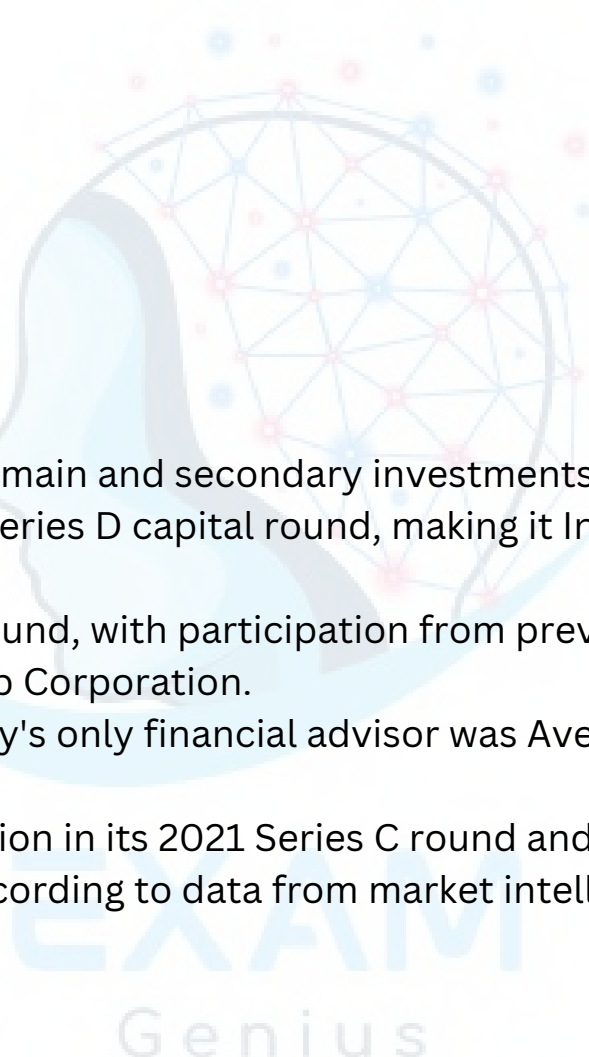 main and secondary investments
eries D capital round, making it In
und, with participation from prev
Corporation.
y's only financial advisor was Ave
ion in its 2021 Series C round and
cording to data from market intell
EXAM
Genius